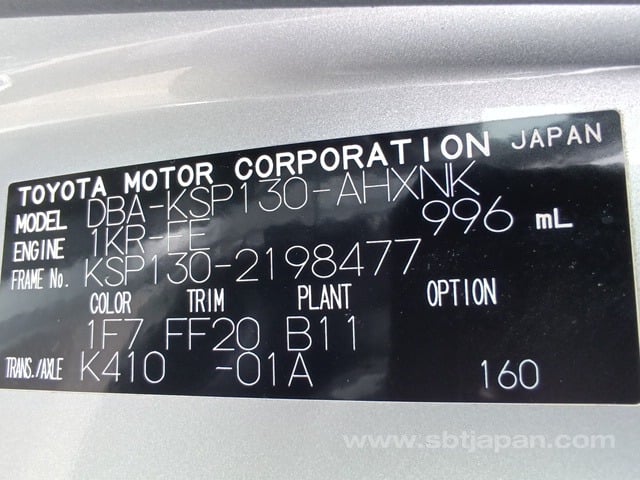 TOYOTA MOTOR CORPORATION JAPAN
MODEL DBA-KSP130-AHXNK
ENGINE 1KR-FE 996 mL
FRAME No. KSP130-2198477
COLOR TRIM PLANT OPTION
1F7 FF20 B11
TRANS./AXLE K410 -01A 160
www.sbtjapan.com